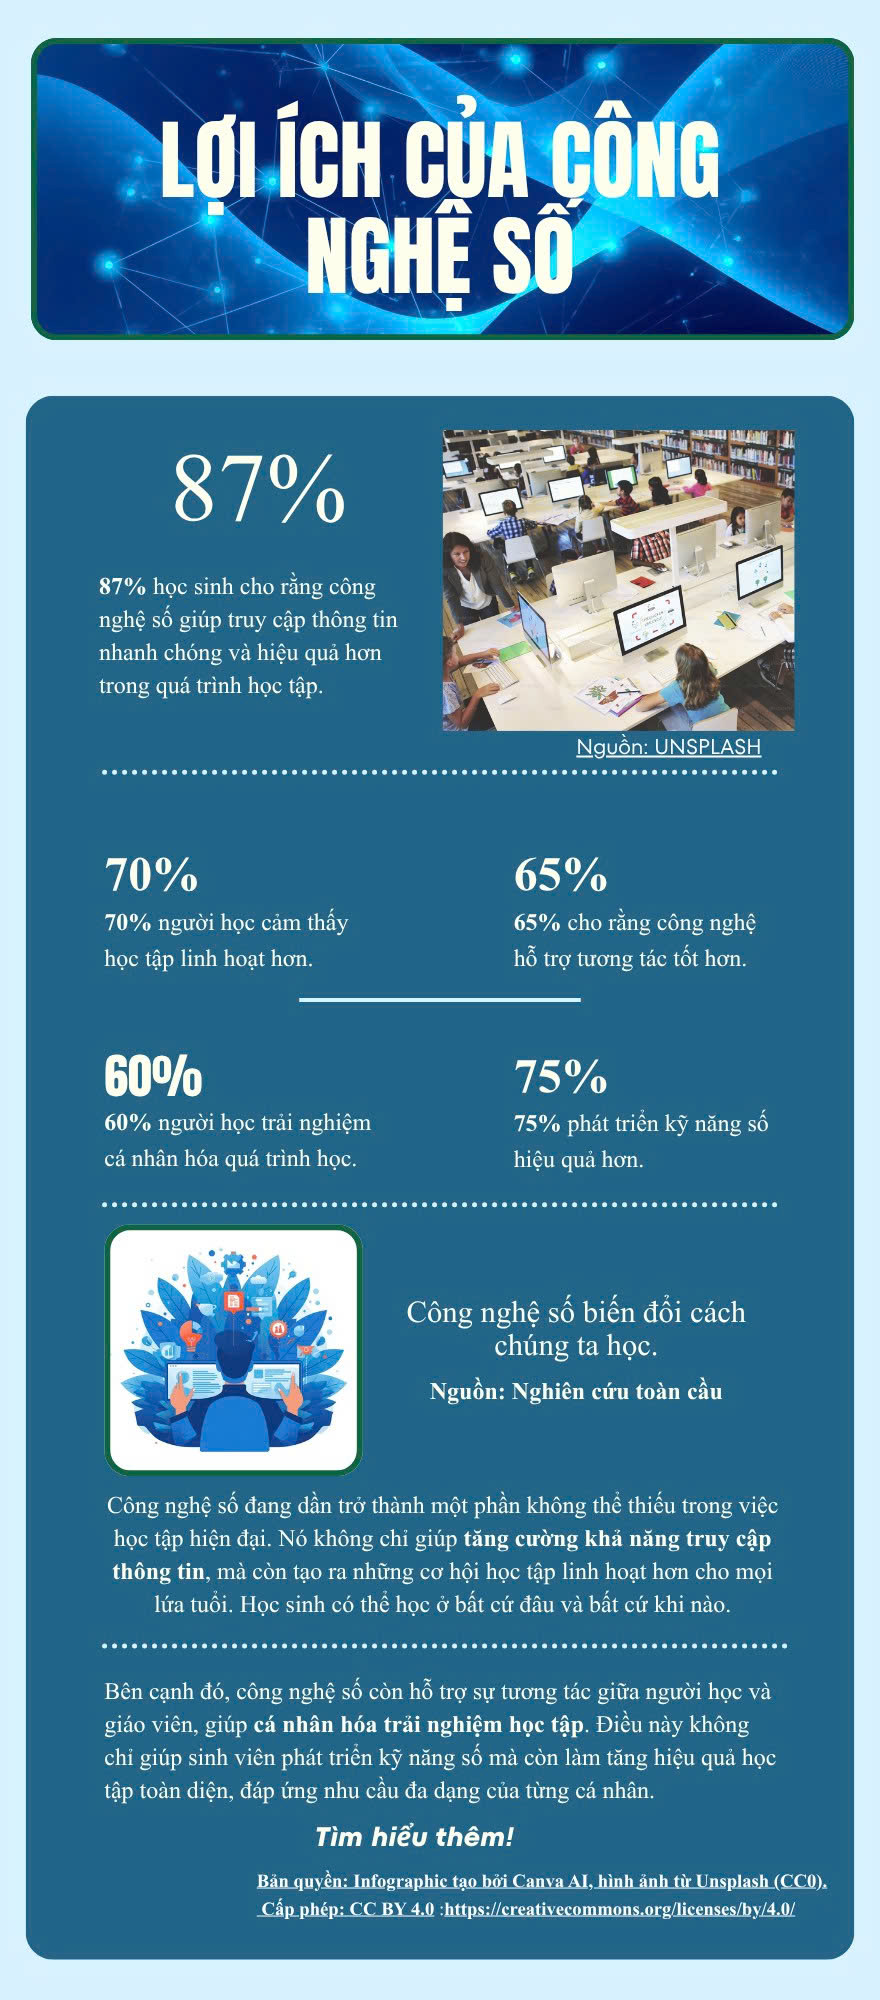 LỢI ÍCH CỦA CÔNG
NGHỆ SỐ
87%
87% học sinh cho rằng công
nghệ số giúp truy cập thông tin
nhanh chóng và hiệu quả hơn
trong quá trình học tập.
Nguồn: UNSPLASH
70%
70% người học cảm thấy
học tập linh hoạt hơn.
65%
65% cho rằng công nghệ
hỗ trợ tương tác tốt hơn.
60%
60% người học trải nghiệm
cá nhân hóa quá trình học.
75%
75% phát triển kỹ năng số
hiệu quả hơn.
Công nghệ số biến đổi cách
chúng ta học.
Nguồn: Nghiên cứu toàn cầu
Công nghệ số đang dần trở thành một phần không thể thiếu trong việc
học tập hiện đại. Nó không chỉ giúp tăng cường khả năng truy cập
thông tin, mà còn tạo ra những cơ hội học tập linh hoạt hơn cho mọi
lứa tuổi. Học sinh có thể học ở bất cứ đâu và bất cứ khi nào.
Bên cạnh đó, công nghệ số còn hỗ trợ sự tương tác giữa người học và
giáo viên, giúp cá nhân hóa trải nghiệm học tập. Điều này không
chỉ giúp sinh viên phát triển kỹ năng số mà còn làm tăng hiệu quả học
tập toàn diện, đáp ứng nhu cầu đa dạng của từng cá nhân.
Tìm hiểu thêm!
Bản quyền: Infographic tạo bởi Canva AI, hình ảnh từ Unsplash (CC0).
Cấp phép: CC BY 4.0 :https://creativecommons.org/licenses/by/4.0/